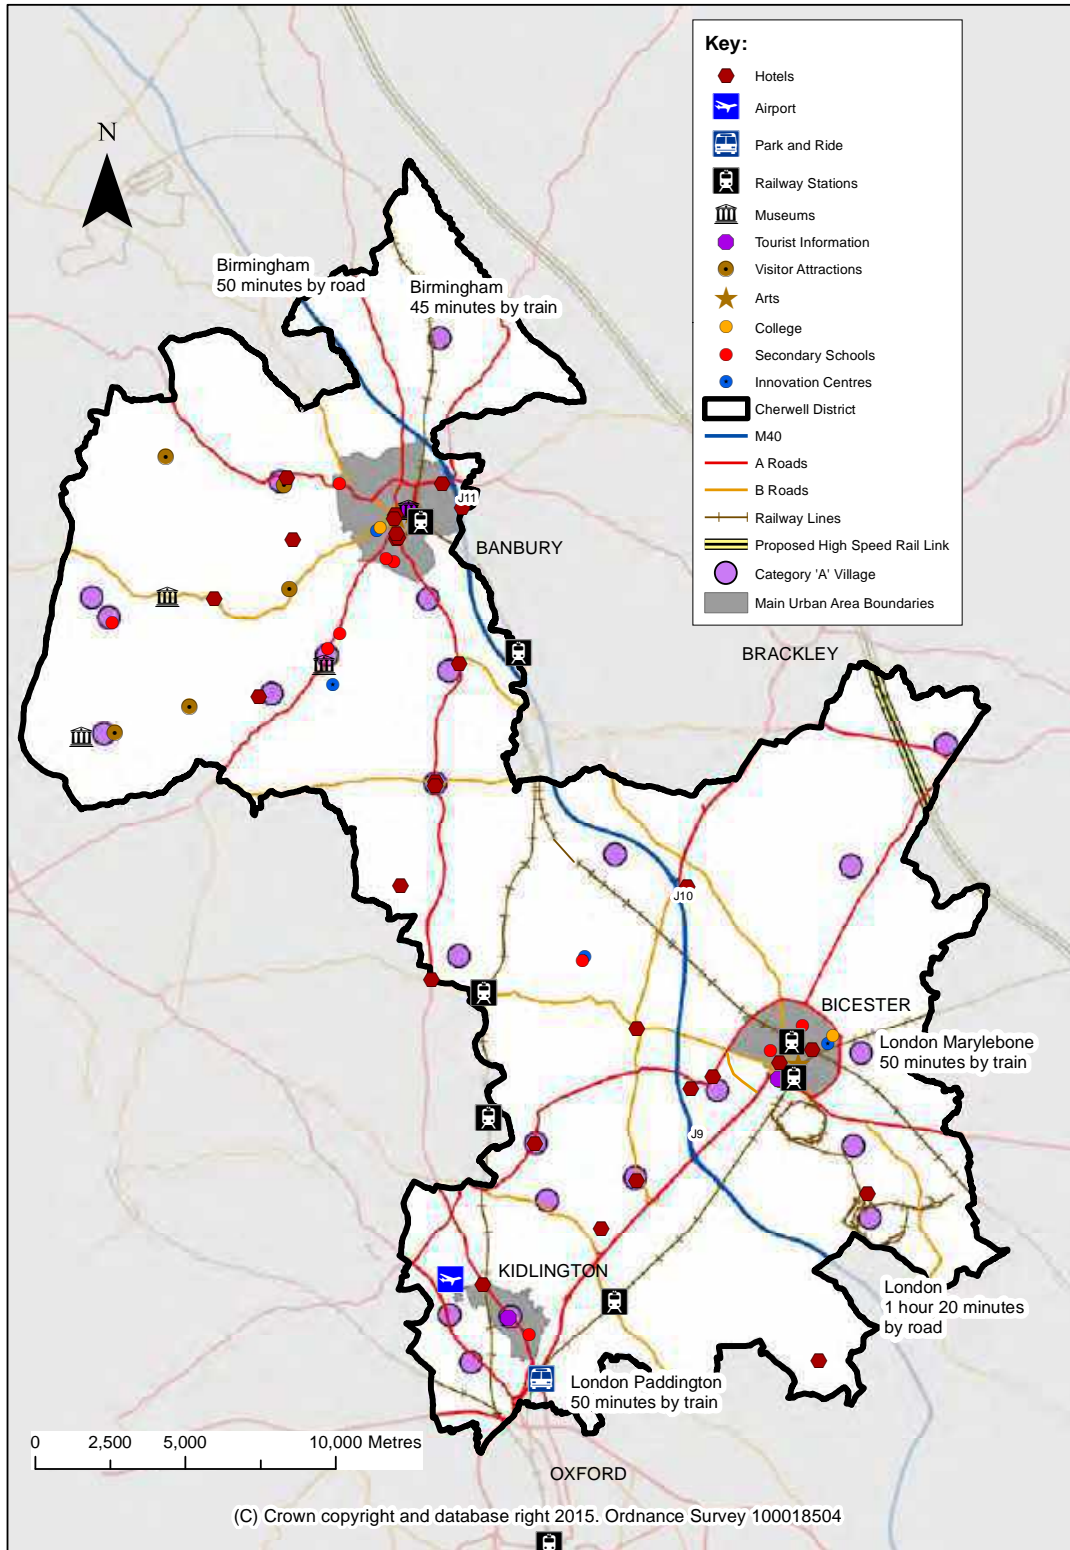 Key:
Hotels
Airport
Park and Ride
Railway Stations
Museums
Tourist Information
Visitor Attractions
Arts
College
Secondary Schools
Innovation Centres
Cherwell District
M40
A Roads
B Roads
Railway Lines
Proposed High Speed Rail Link
Category 'A' Village
Main Urban Area Boundaries
N
Birmingham
50 minutes by road
Birmingham
45 minutes by train
J11
BANBURY
BRACKLEY
J10
BICESTER
London Marylebone
50 minutes by train
J9
KIDLINGTON
London
1 hour 20 minutes
by road
London Paddington
50 minutes by train
0 2,500 5,000 10,000 Metres
OXFORD
(C) Crown copyright and database right 2015. Ordnance Survey 100018504